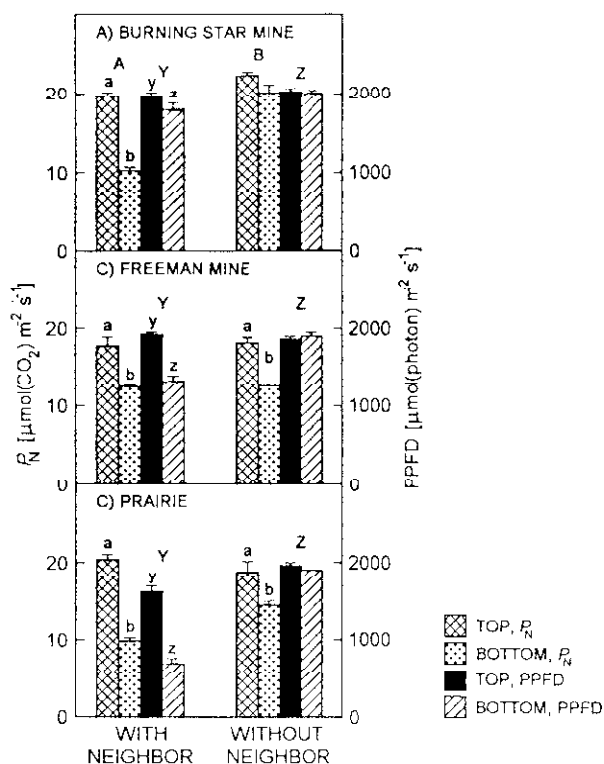 A) BURNING STAR MINE
A
Y
B
Z
a
b
y
z
20
10
0
2000
1000
0
C) FREEMAN MINE
Y
Z
a
b
y
z
a
b
20
10
0
2000
1000
0
C) PRAIRIE
Y
Z
a
b
y
z
a
b
20
10
0
2000
1000
0
P_N [µmol(CO₂) m⁻² s⁻¹]
PPFD [µmol(photon) m⁻² s⁻¹]
WITH
NEIGHBOR
WITHOUT
NEIGHBOR
TOP, P_N
BOTTOM, P_N
TOP, PPFD
BOTTOM, PPFD